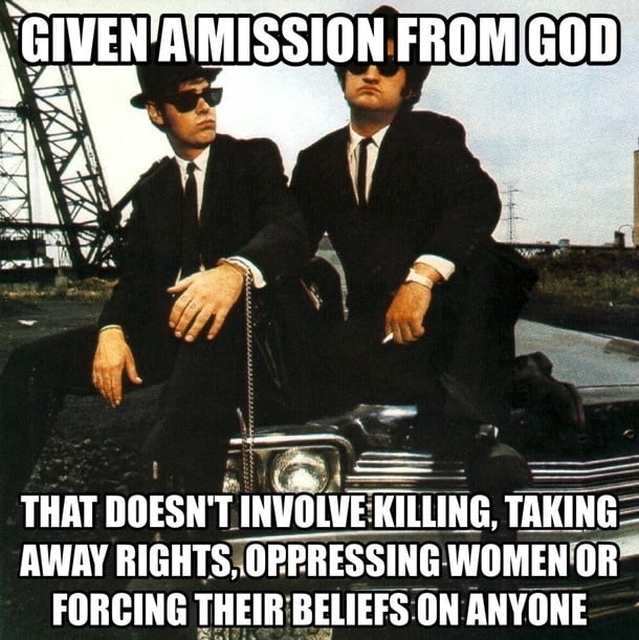 GIVEN A MISSION FROM GOD
THAT DOESN'T INVOLVE KILLING, TAKING
AWAY RIGHTS, OPPRESSING WOMEN OR
FORCING THEIR BELIEFS ON ANYONE